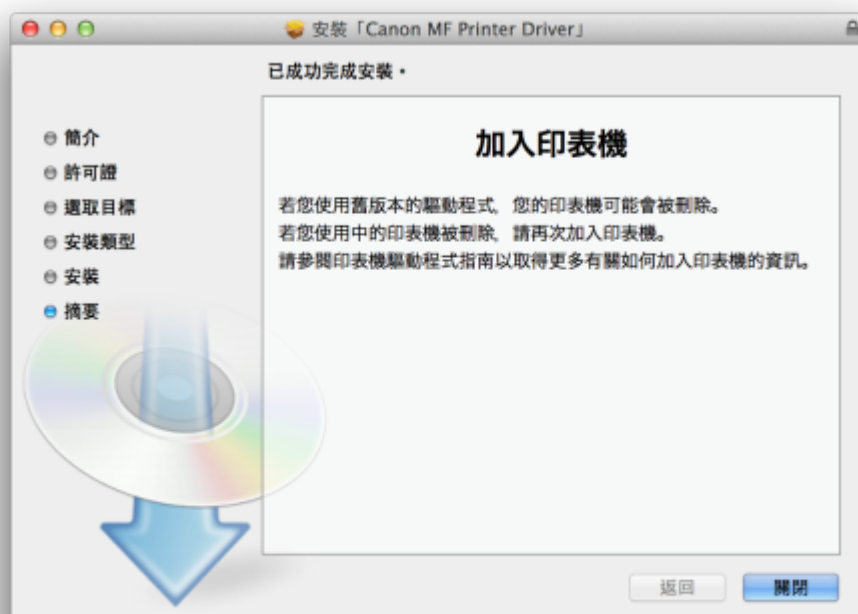 安裝「Canon MF Printer Driver」
已成功完成安裝。
簡介
許可證
選取目標
安裝類型
安裝
摘要
加入印表機
若您使用舊版本的驅動程式，您的印表機可能會被刪除。
若您使用中的印表機被刪除，請再次加入印表機。
請參閱印表機驅動程式指南以取得更多有關如何加入印表機的資訊。
返回
關閉